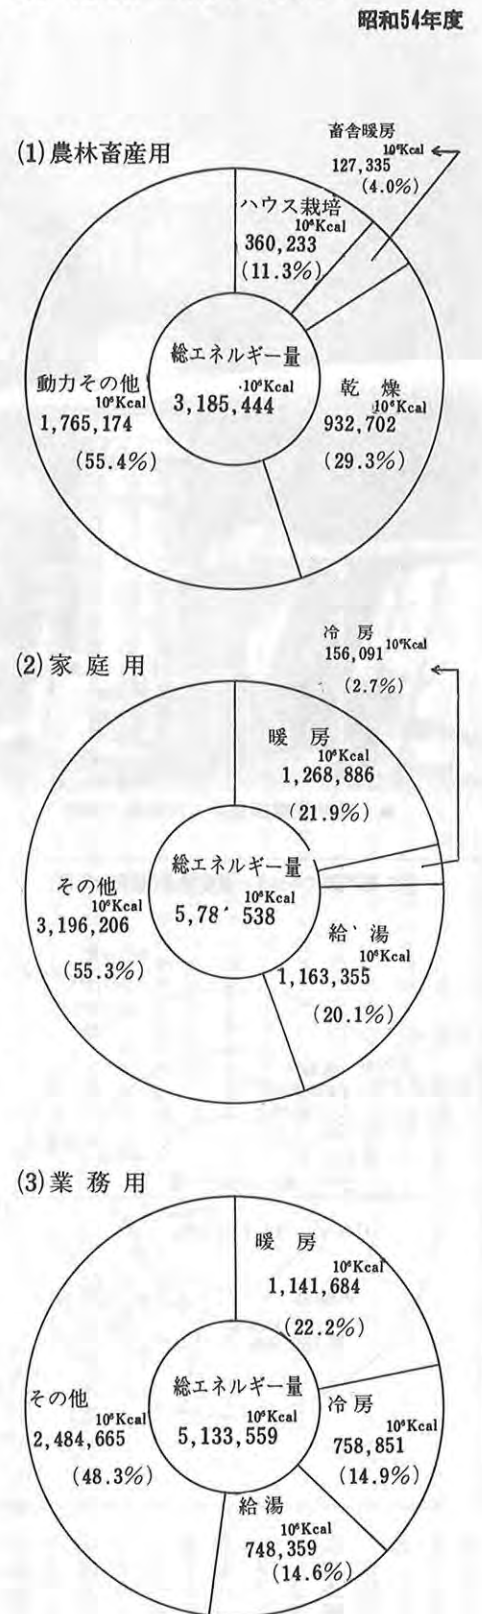 昭和54年度
(1)農林畜産用
畜舎暖房
10⁶Kcal
127,335
(4.0%)
ハウス栽培
10⁶Kcal
360,233
(11.3%)
総エネルギー量
10⁶Kcal
3,185,444
動力その他
10⁶Kcal
1,765,174
(55.4%)
乾燥
10⁶Kcal
932,702
(29.3%)
(2)家庭用
冷房
156,091 10⁶Kcal
(2.7%)
暖房
10⁶Kcal
1,268,886
(21.9%)
総エネルギー量
10⁶Kcal
5,78 538
その他
10⁶Kcal
3,196,206
(55.3%)
給湯
10⁶Kcal
1,163,355
(20.1%)
(3)業務用
暖房
10⁶Kcal
1,141,684
(22.2%)
総エネルギー量
10⁶Kcal
5,133,559
その他
10⁶Kcal
2,484,665
(48.3%)
冷房
10⁶Kcal
758,851
(14.9%)
給湯
10⁶Kcal
748,359
(14.6%)